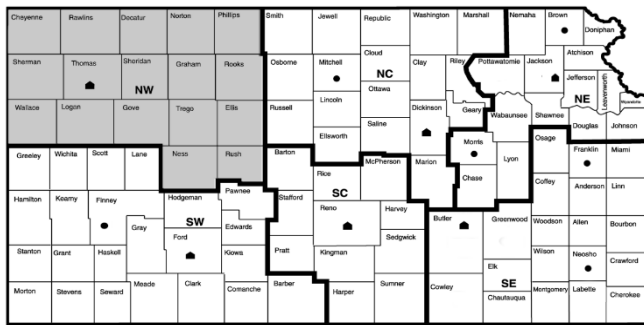 Cheyenne Rawlins Decatur Norton Phillips Smith Jewell Republic Washington Marshall Nemaha Brown Doniphan
Sherman Thomas Sheridan Graham Rooks Osborne Mitchell Cloud Clay Riley Pottawatomie Jackson Atchison
NW NC Jefferson Leavenworth
Wallace Logan Gove Trego Ellis Russell Lincoln Ottawa Dickinson Geary Wabaunsee Shawnee NE Wyandotte
Ellsworth Saline Douglas Johnson
Greeley Wichita Scott Lane Ness Rush Barton McPherson Marion Morris Lyon Osage Franklin Miami
Rice
Hamilton Kearny Finney Hodgeman Pawnee Stafford SC Chase Coffey Anderson Linn
SW Reno Harvey Butler Greenwood
Gray Edwards Woodson Allen Bourbon
Ford Sedgwick
Stanton Grant Haskell Kiowa Pratt Kingman Elk Wilson Neosho Crawford
SE
Morton Stevens Seward Meade Clark Comanche Barber Harper Sumner Cowley Chautauqua Montgomery Labette Cherokee